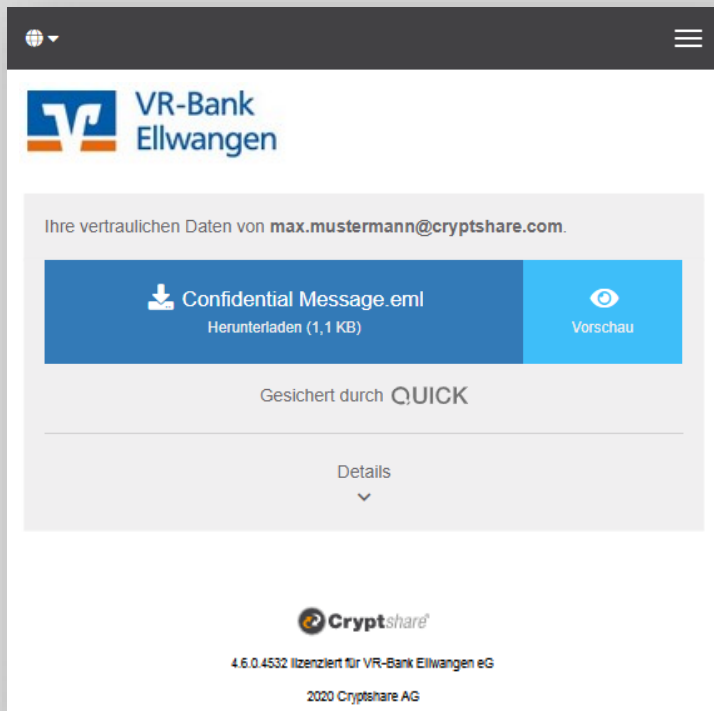 VR-Bank
Ellwangen
Ihre vertraulichen Daten von max.mustermann@cryptshare.com.
Confidential Message.eml
Herunterladen (1,1 KB)
Vorschau
Gesichert durch QUICK
Details
Cryptshare
4.6.0.4532 lizenziert für VR-Bank Ellwangen eG
2020 Cryptshare AG